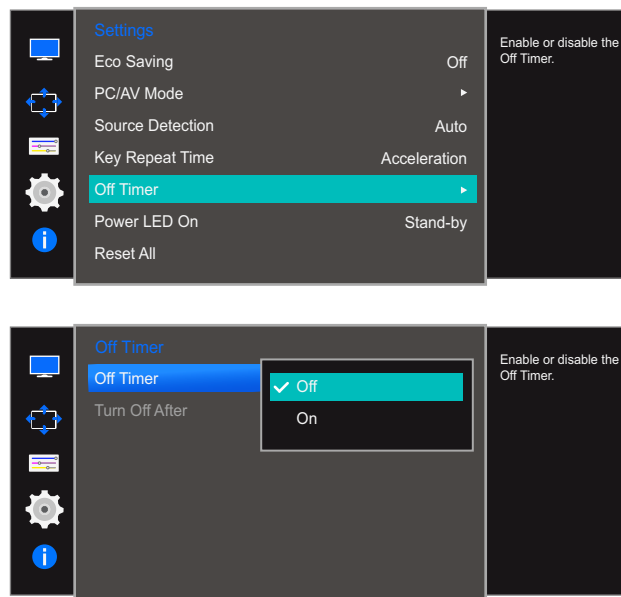 Settings
Eco Saving Off
PC/AV Mode
Source Detection Auto
Key Repeat Time Acceleration
Off Timer
Power LED On Stand-by
Reset All
Enable or disable the
Off Timer.
Off Timer
Off Timer
Off
Turn Off After
On
Enable or disable the
Off Timer.